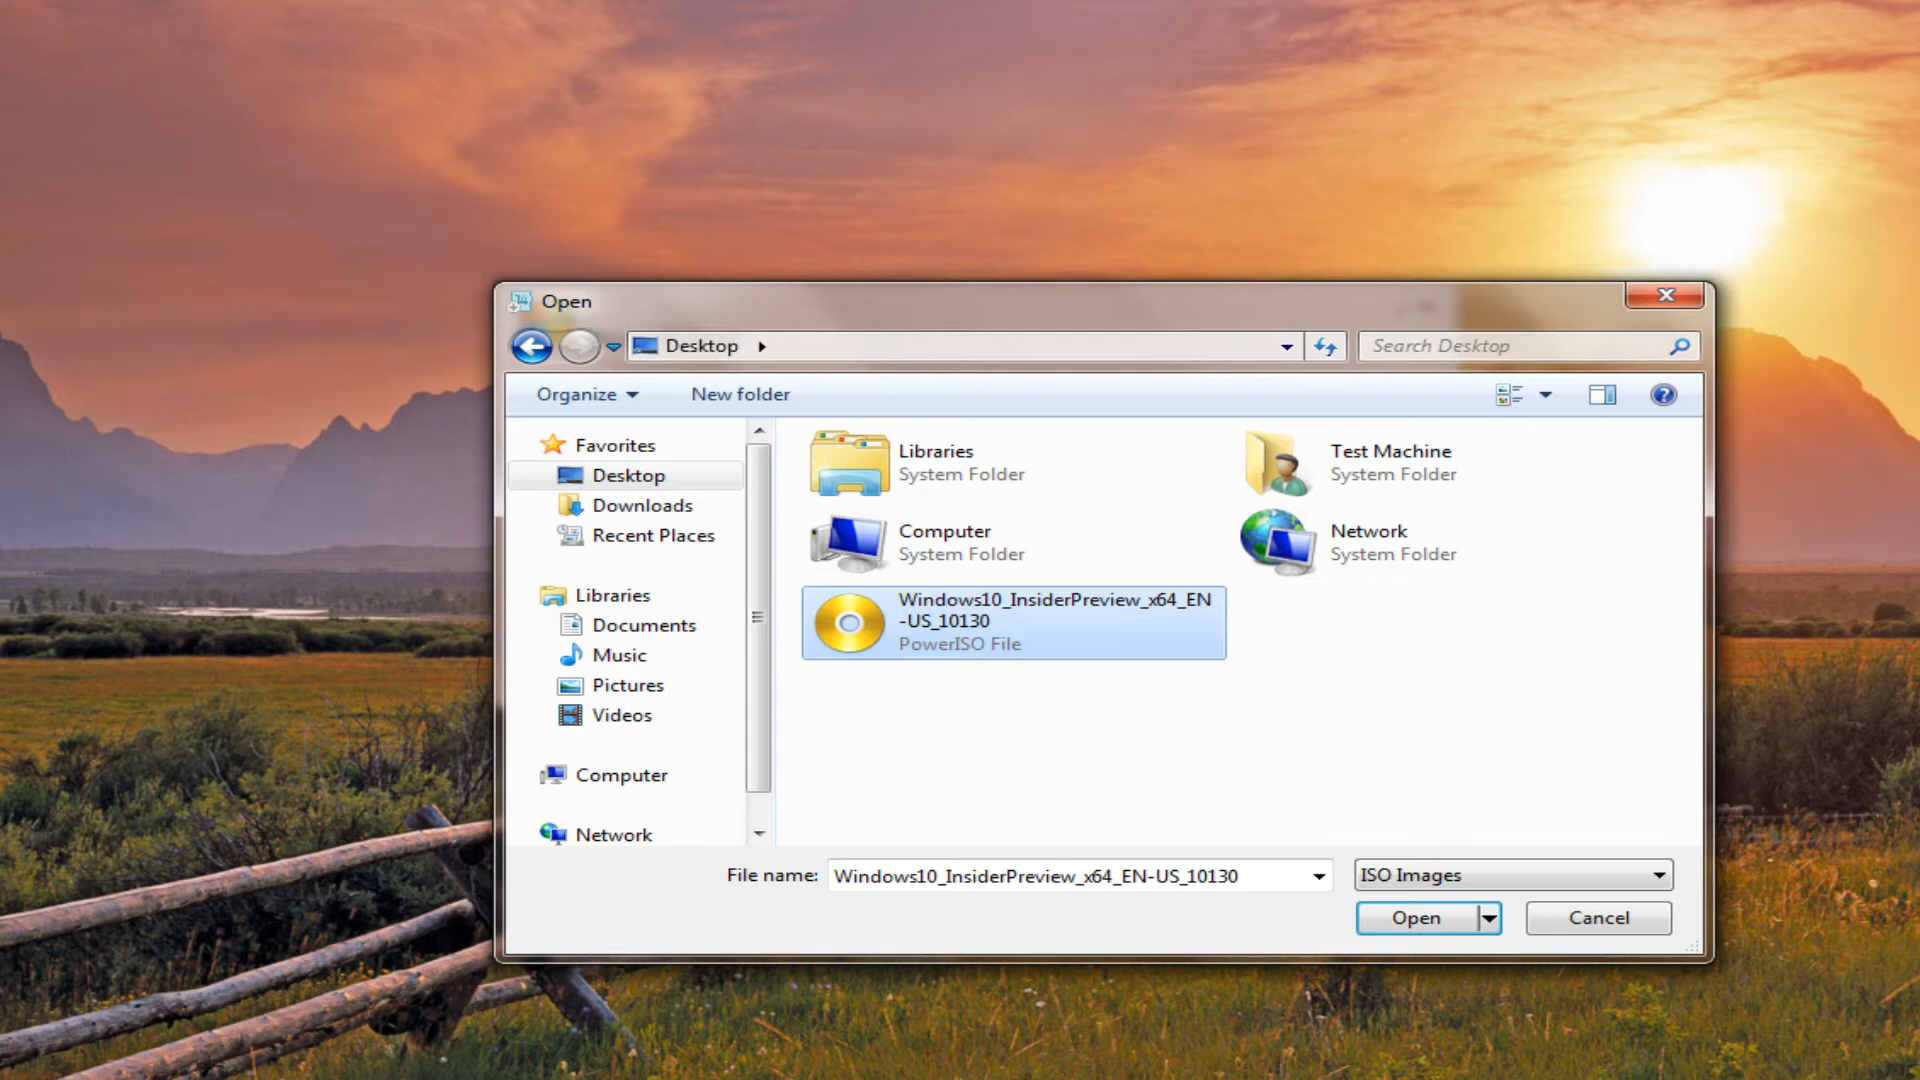 Open
Desktop
Search Desktop
Organize
New folder
Favorites
Desktop
Downloads
Recent Places
Libraries
Documents
Music
Pictures
Videos
Computer
Network
Libraries
System Folder
Test Machine
System Folder
Computer
System Folder
Network
System Folder
Windows10_InsiderPreview_x64_EN
-US_10130
PowerISO File
File name: Windows10_InsiderPreview_x64_EN-US_10130
ISO Images
Open
Cancel